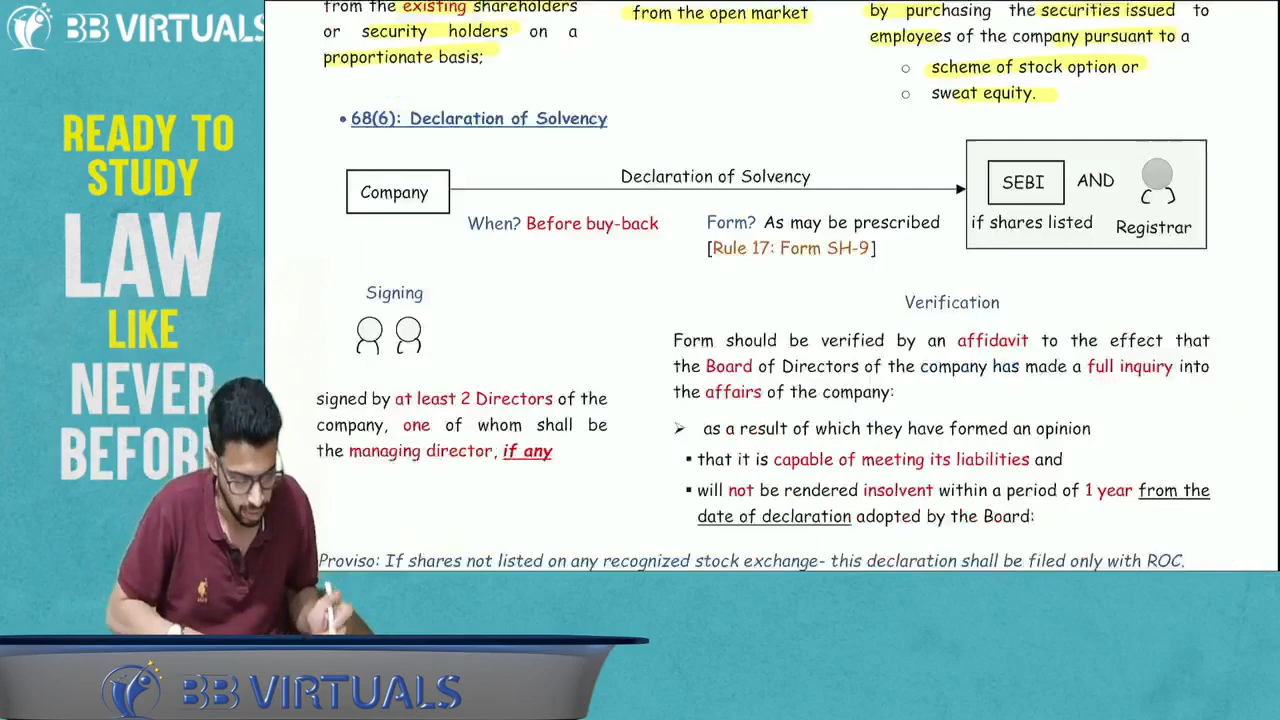 BB VIRTUALS
READY TO
STUDY
LAW
LIKE
NEVER
BEFOR
from the existing shareholders
or security holders on a
proportionate basis;
from the open market
by purchasing the securities issued to
employees of the company pursuant to a
○ scheme of stock option or
○ sweat equity.
• 68(6): Declaration of Solvency
Company
Declaration of Solvency
SEBI AND
When? Before buy-back
Form? As may be prescribed
[Rule 17: Form SH-9]
if shares listed
Registrar
Signing
signed by at least 2 Directors of the
company, one of whom shall be
the managing director, if any
Verification
Form should be verified by an affidavit to the effect that
the Board of Directors of the company has made a full inquiry into
the affairs of the company:
➢ as a result of which they have formed an opinion
▪ that it is capable of meeting its liabilities and
▪ will not be rendered insolvent within a period of 1 year from the
date of declaration adopted by the Board:
Proviso: If shares not listed on any recognized stock exchange- this declaration shall be filed only with ROC.
BB VIRTUALS